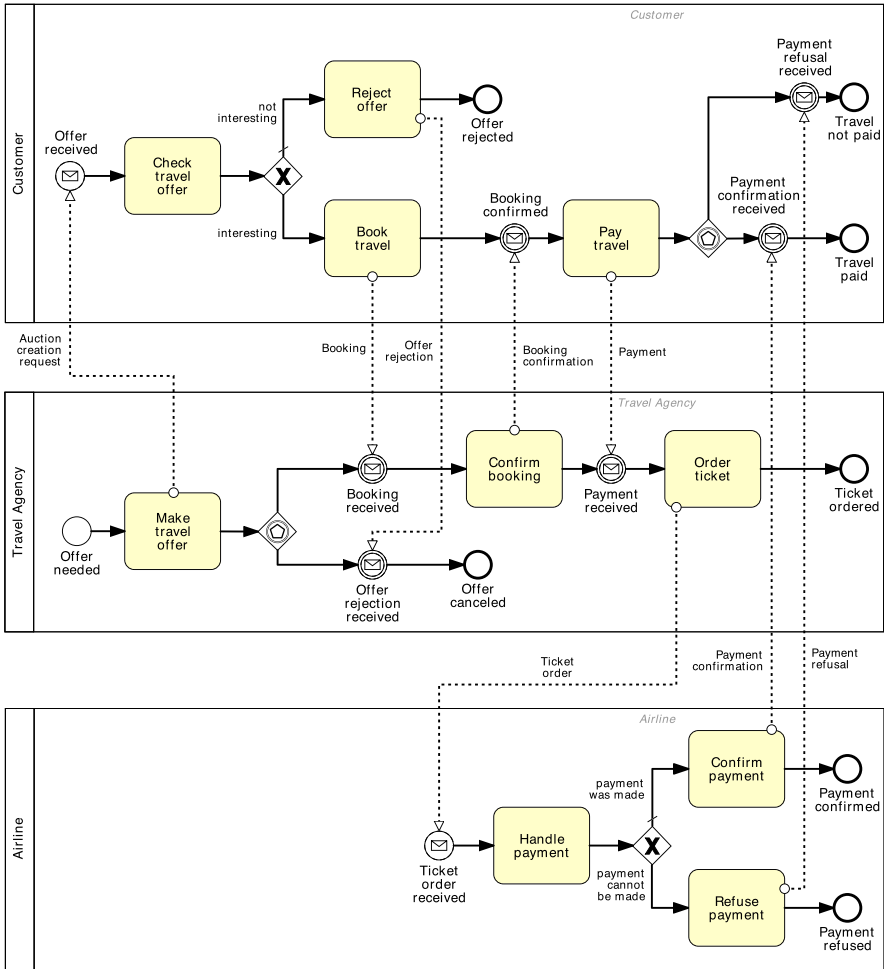 Customer
Customer
Offer
received
Check
travel
offer
not
interesting
interesting
Reject
offer
Offer
rejected
Book
travel
Booking
confirmed
Pay
travel
Payment
refusal
received
Travel
not paid
Payment
confirmation
received
Travel
paid
Auction
creation
request
Booking
Offer
rejection
Booking
confirmation
Payment
Travel Agency
Travel Agency
Offer
needed
Make
travel
offer
Booking
received
Offer
rejection
received
Offer
canceled
Confirm
booking
Payment
received
Order
ticket
Ticket
ordered
Ticket
order
Payment
confirmation
Payment
refusal
Airline
Airline
Ticket
order
received
Handle
payment
payment
was made
payment
cannot
be made
Confirm
payment
Payment
confirmed
Refuse
payment
Payment
refused